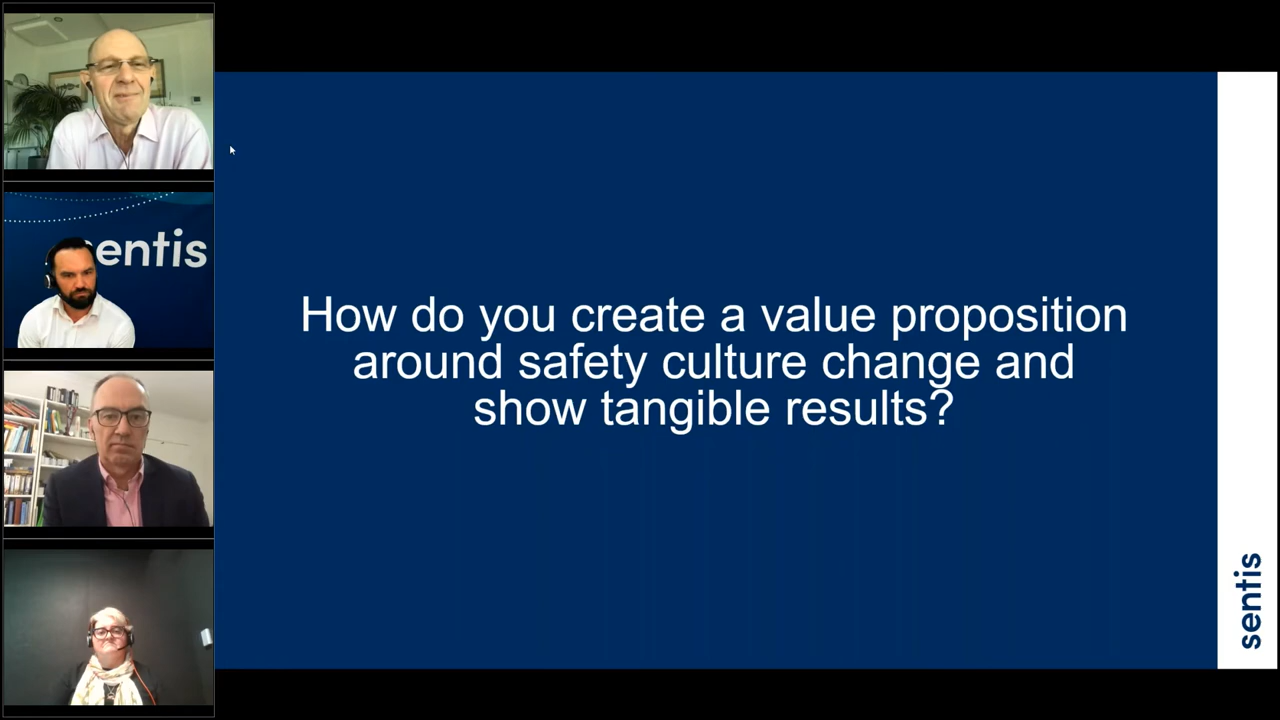 sentis
How do you create a value proposition
around safety culture change and
show tangible results?
sentis